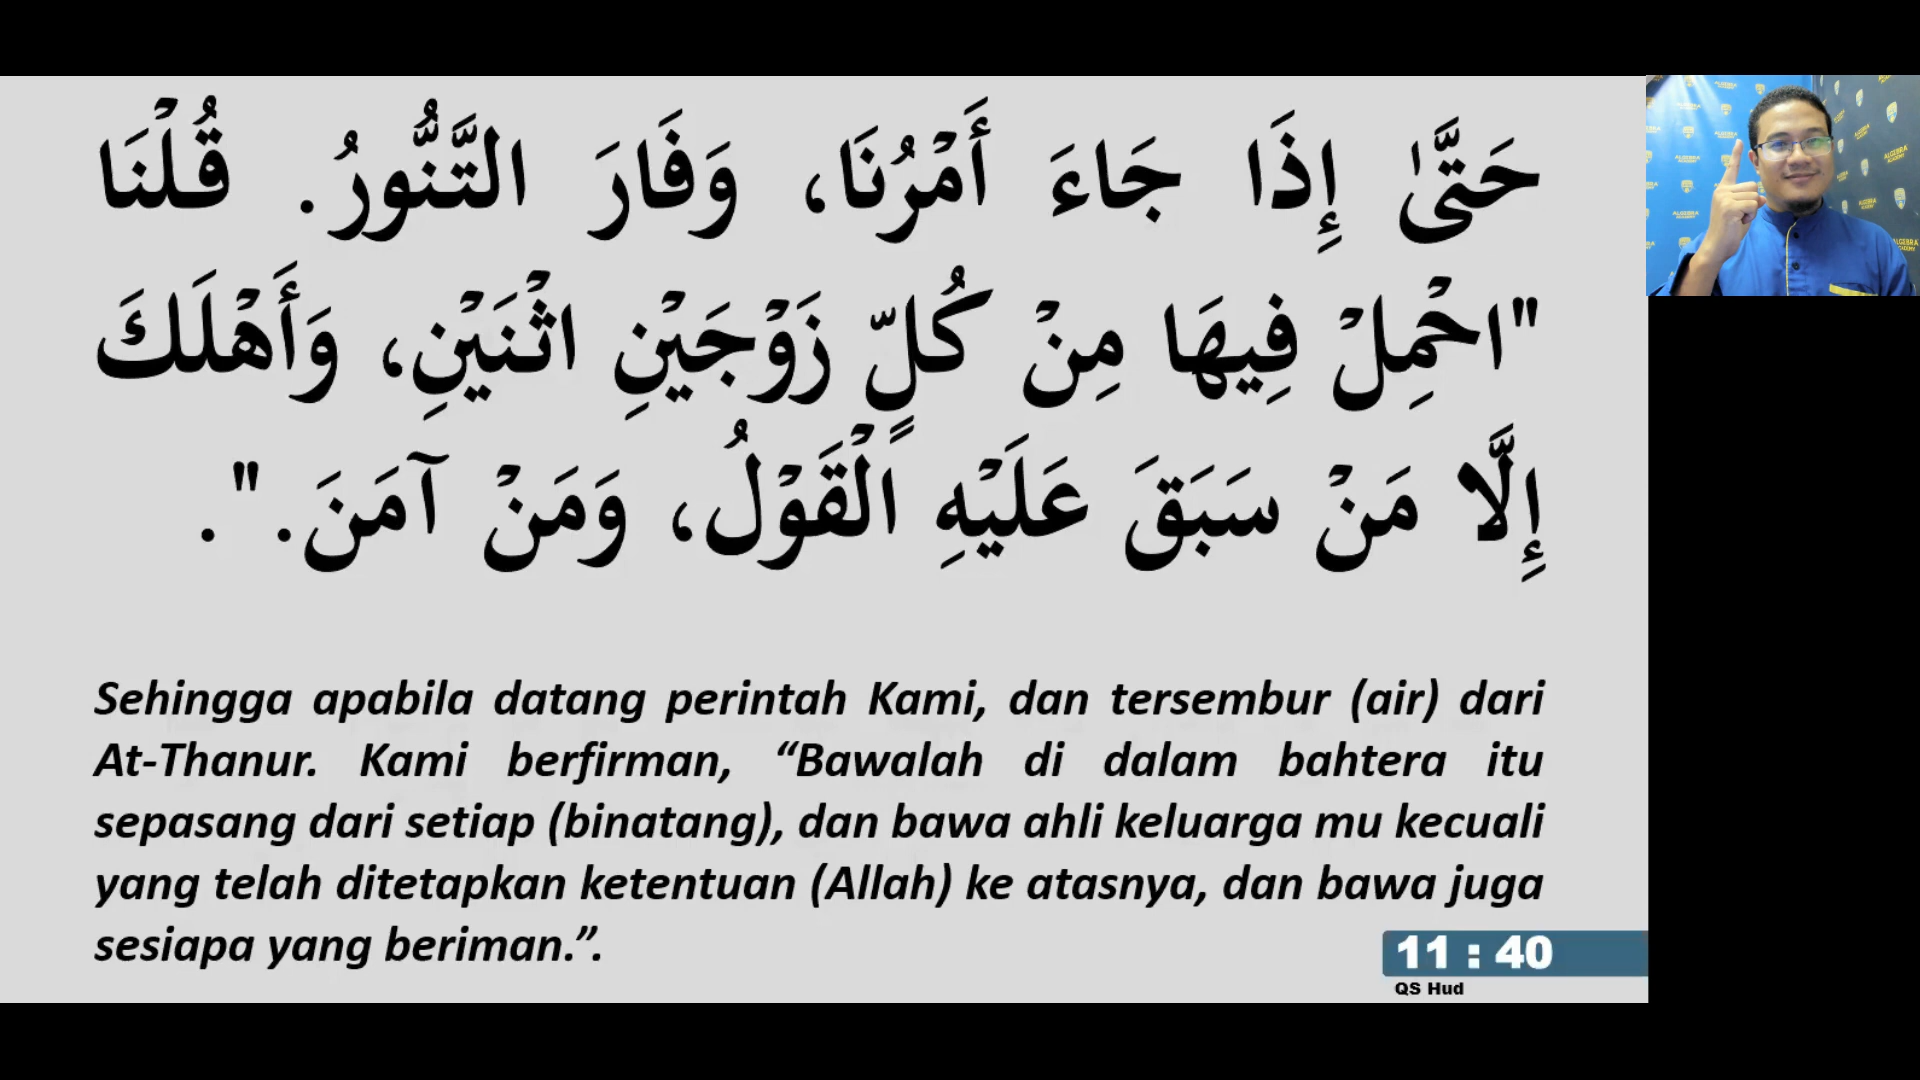 حَتَّىٰ إِذَا جَاءَ أَمْرُنَا، وَفَارَ التَّنُّورُ. قُلْنَا
"احْمِلْ فِيهَا مِنْ كُلٍّ زَوْجَيْنِ اثْنَيْنِ، وَأَهْلَكَ
إِلَّا مَنْ سَبَقَ عَلَيْهِ الْقَوْلُ، وَمَنْ آمَنَ.".
Sehingga apabila datang perintah Kami, dan tersembur (air) dari
At-Thanur. Kami berfirman, “Bawalah di dalam bahtera itu
sepasang dari setiap (binatang), dan bawa ahli keluarga mu kecuali
yang telah ditetapkan ketentuan (Allah) ke atasnya, dan bawa juga
sesiapa yang beriman.”.
11 : 40
QS Hud
ALGEBRA
ACADEMY